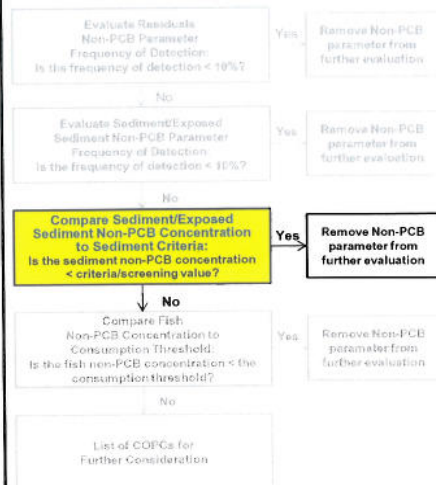 Evaluate Residuals
Non-PCB Parameter
Frequency of Detection:
Is the frequency of detection < 10%?
Yes
Remove Non-PCB
parameter from
further evaluation
No
Evaluate Sediment/Exposed
Sediment Non-PCB Parameter
Frequency of Detection
Is the frequency of detection < 10%?
Yes
Remove Non-PCB
parameter from
further evaluation
No
Compare Sediment/Exposed
Sediment Non-PCB Concentration
to Sediment Criteria:
Is the sediment non-PCB concentration
< criteria/screening value?
Yes
Remove Non-PCB
parameter from
further evaluation
No
Compare Fish
Non-PCB Concentration to
Consumption Threshold:
Is the fish non-PCB concentration < the
consumption threshold?
Yes
Remove Non-PCB
parameter from
further evaluation
No
List of COPCs for
Further Consideration